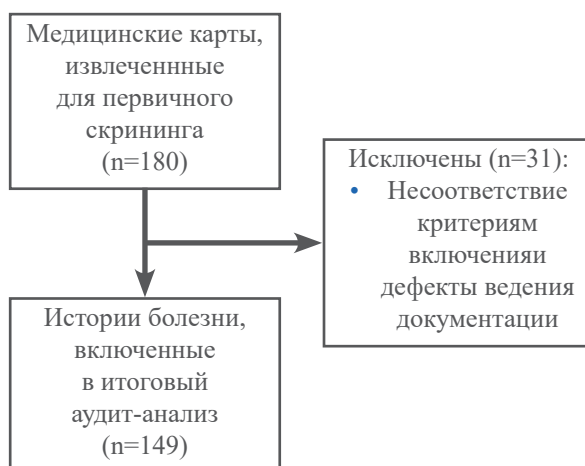 Медицинские карты,
извлеченнные
для первичного
скрининга
(n=180)
Исключены (n=31):
• Несоответствие
критериям
включенияи
дефекты ведения
документации
Истории болезни,
включенные
в итоговый
аудит-анализ
(n=149)